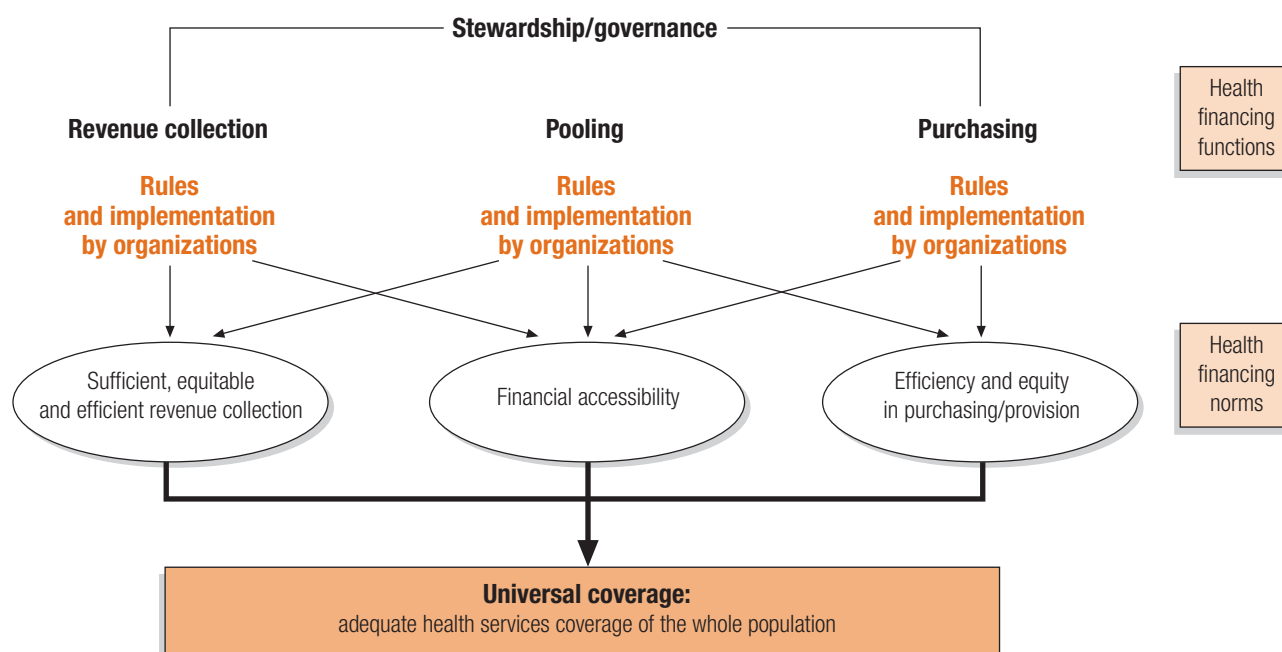 Stewardship/governance
Revenue collection
Pooling
Purchasing
Health
financing
functions
Rules
and implementation
by organizations
Rules
and implementation
by organizations
Rules
and implementation
by organizations
Sufficient, equitable
and efficient revenue collection
Financial accessibility
Efficiency and equity
in purchasing/provision
Health
financing
norms
Universal coverage:
adequate health services coverage of the whole population